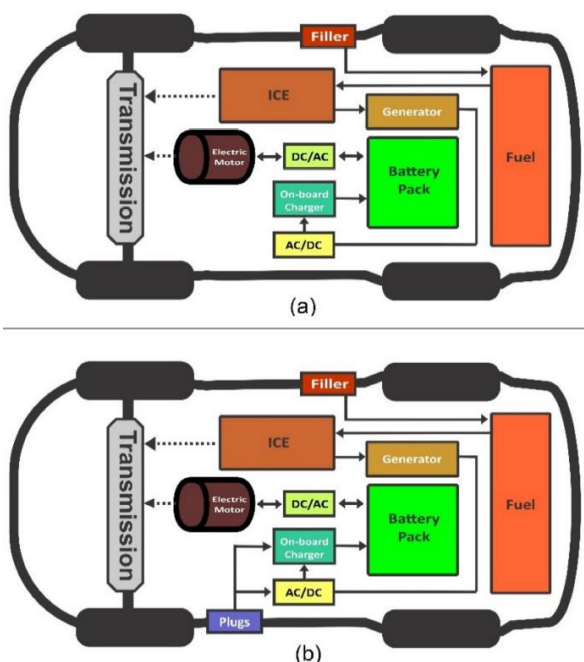 Filler
Transmission
ICE
Generator
Fuel
Electric
Motor
DC/AC
Battery
Pack
On-board
Charger
AC/DC
(a)
Filler
Transmission
ICE
Generator
Fuel
Electric
Motor
DC/AC
Battery
Pack
On-board
Charger
AC/DC
Plugs
(b)